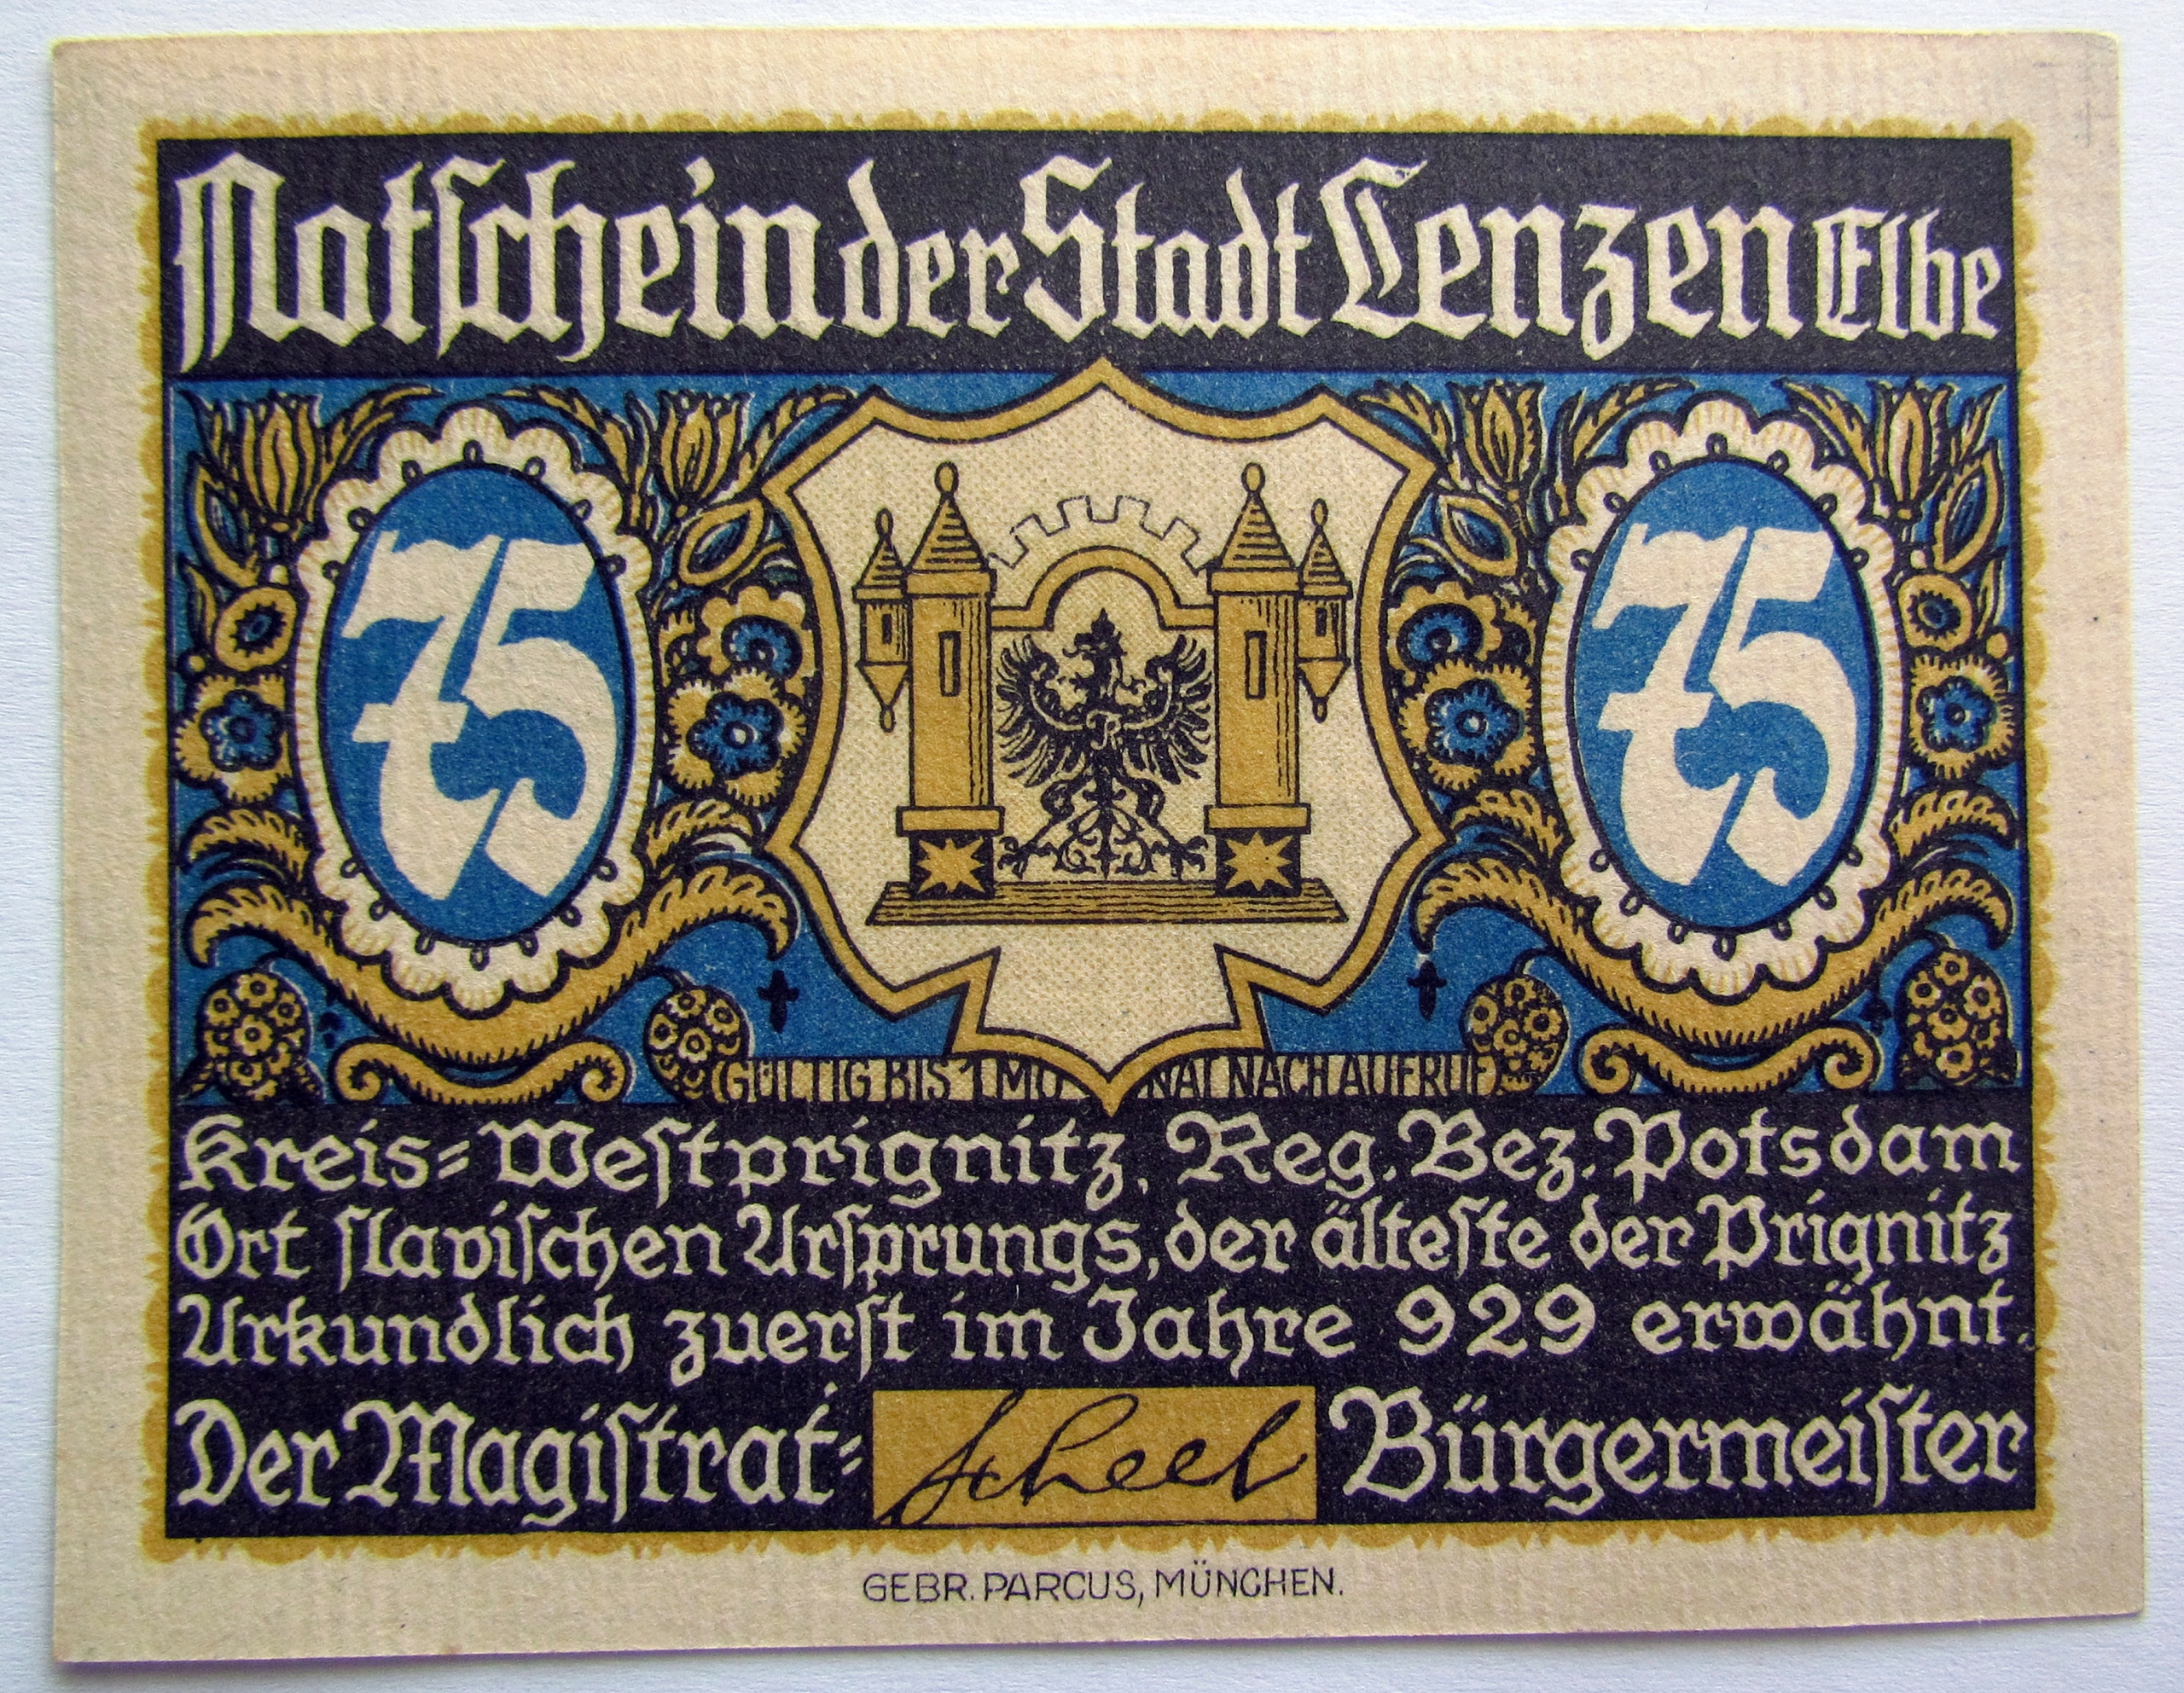 Notschein der Stadt Lenzen Elbe
75
75
GÜLTIG BIS 1 MONAT NACH AUFRUF
Kreis=Westprignitz, Reg. Bez. Potsdam
Ort slavischen Ursprungs, der älteste der Prignitz
Urkundlich zuerst im Jahre 929 erwähnt.
Der Magistrat: Scheel Bürgermeister
GEBR. PARCUS, MÜNCHEN.